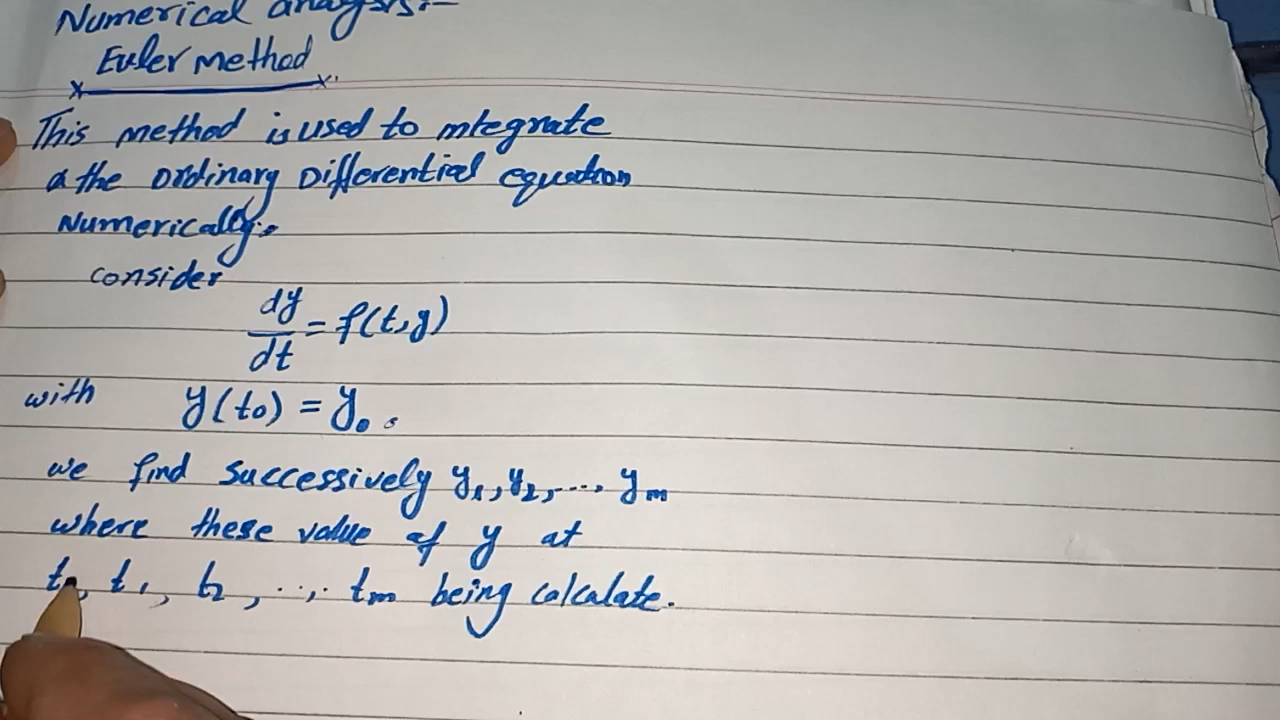 Numerical analysis:-
Euler method
This method is used to integrate
a the ordinary Differential equation
Numerically.
consider
dy/dt = f(t,y)
with y(t0) = y0.
we find successively y1, y2, ... ym
where these value of y at
t0, t1, t2, ..., tm being calculate.